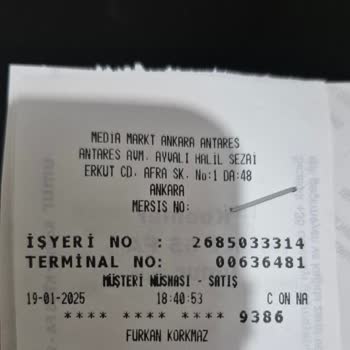 MEDIA MARKT ANKARA ANTARES
ANTARES AVM. AYVALI HALIL SEZAI
ERKUT CD. AFRA SK. No:1 DA:48
ANKARA
MERSIS NO:
İŞYERİ NO : 2685033314
TERMINAL NO: 00636481
MÜŞTERİ NÜSHASI - SATIŞ
19-01-2025 18:40:53 C ON NA
**** **** **** 9386
FURKAN KORKMAZ